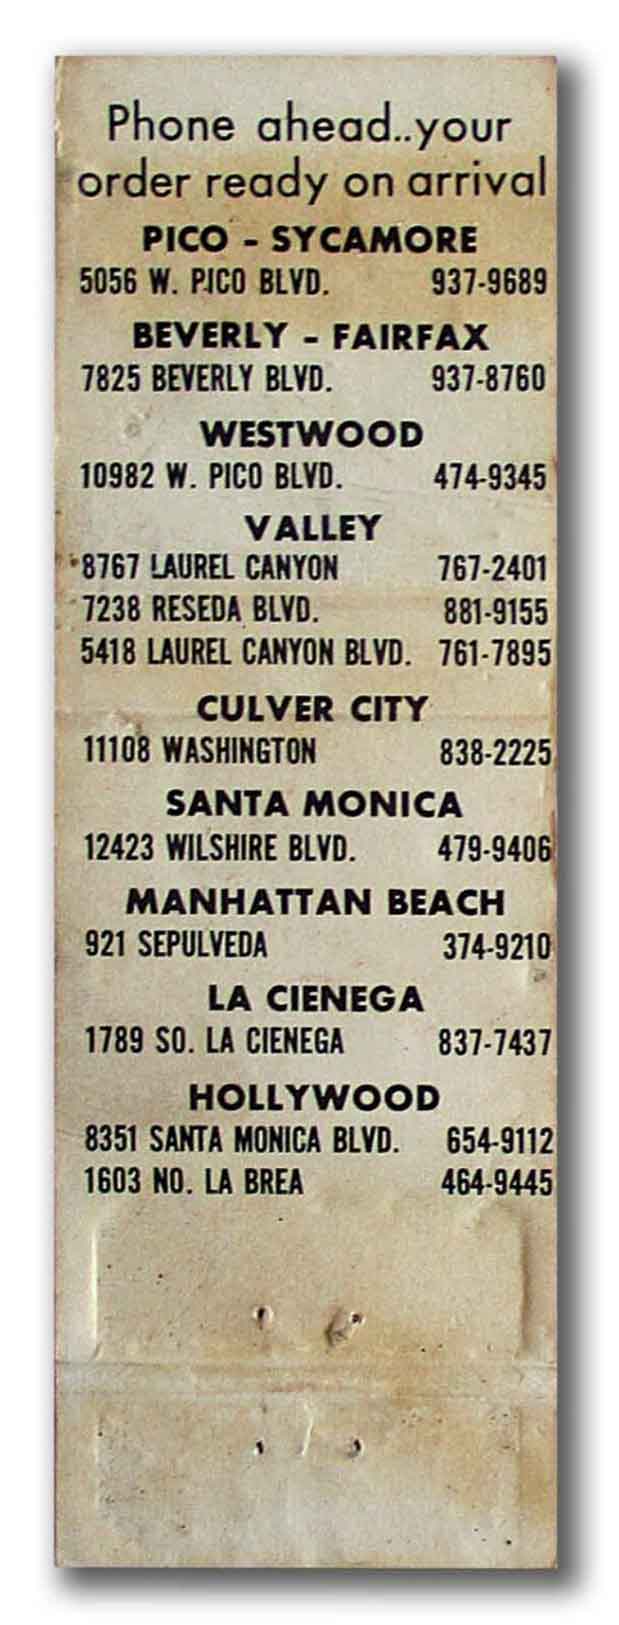 Phone ahead..your
order ready on arrival
PICO - SYCAMORE
5056 W. PICO BLVD. 937-9689
BEVERLY - FAIRFAX
7825 BEVERLY BLVD. 937-8760
WESTWOOD
10982 W. PICO BLVD. 474-9345
VALLEY
8767 LAUREL CANYON 767-2401
7238 RESEDA BLVD. 881-9155
5418 LAUREL CANYON BLVD. 761-7895
CULVER CITY
11108 WASHINGTON 838-2225
SANTA MONICA
12423 WILSHIRE BLVD. 479-9406
MANHATTAN BEACH
921 SEPULVEDA 374-9210
LA CIENEGA
1789 SO. LA CIENEGA 837-7437
HOLLYWOOD
8351 SANTA MONICA BLVD. 654-9112
1603 NO. LA BREA 464-9445